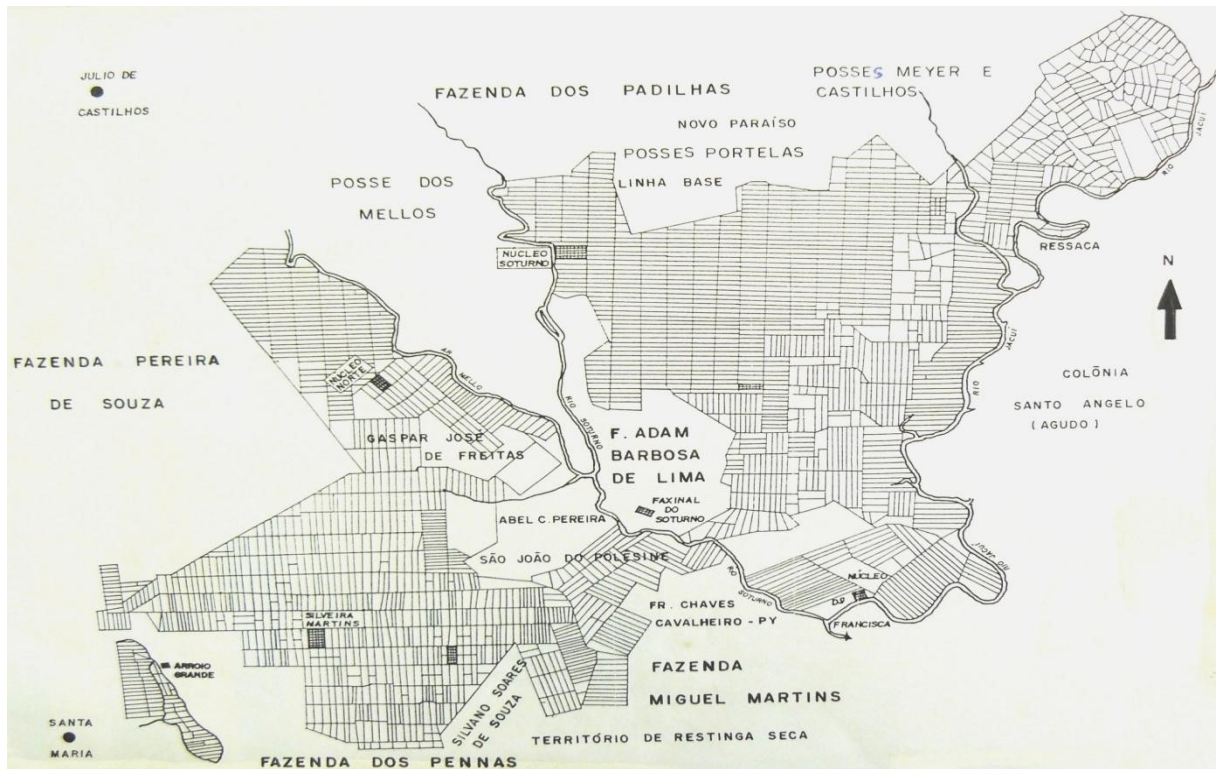 JULIO DE
CASTILHOS
FAZENDA DOS PADILHAS
POSSES MEYER E
CASTILHOS
NOVO PARAÍSO
POSSES PORTELAS
LINHA BASE
POSSE DOS
MELLOS
RIO JACUÍ
RESSACA
NÚCLEO
SOTURNO
N
FAZENDA PEREIRA
DE SOUZA
NÚCLEO
NORTE
AR. MELLO
RIO SOTURNO
RIO JACUÍ
COLÔNIA
SANTO ANGELO
(AGUDO)
GASPAR JOSÉ
DE FREITAS
F. ADAM
BARBOSA
DE LIMA
FAXINAL
DO
SOTURNO
ABEL C. PEREIRA
SÃO JOÃO DO POLÊSINE
RIO JACUÍ
NÚCLEO
D.ª
FRANCISCA
RIO SOTURNO
FR. CHAVES
CAVALHEIRO - PY
SILVEIRA
MARTINS
ARROIO
GRANDE
FAZENDA
MIGUEL MARTINS
SILVANO SOARES
DE SOUZA
SANTA
MARIA
TERRITÓRIO DE RESTINGA SECA
FAZENDA DOS PENNAS